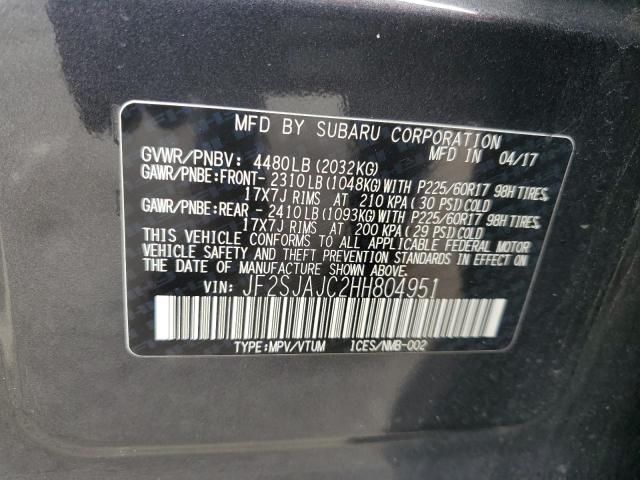 MFD BY SUBARU CORPORATION IN 04/17
GVWR/PNBV: 4480LB(2032KG)
GAWR/PNBE:FRONT- 2310LB(1048KG)WITH P225/60R17 98H TIRES,
17X7J RIMS AT 210 KPA(30 PSI)COLD
GAWR/PNBE:REAR - 2410LB(1093KG)WITH P225/60R17 98H TIRES,
17X7J RIMS AT 200 KPA(29 PSI)COLD
THIS VEHICLE CONFORMS TO ALL APPLICABLE FEDERAL MOTOR
VEHICLE SAFETY AND THEFT PREVENTION STANDARDS IN EFFECT
ON THE DATE OF MANUFACTURE SHOWN ABOVE.
VIN: JF2SJAJC2HH804951
TYPE:MPV/VTUM ICES/NMB-002